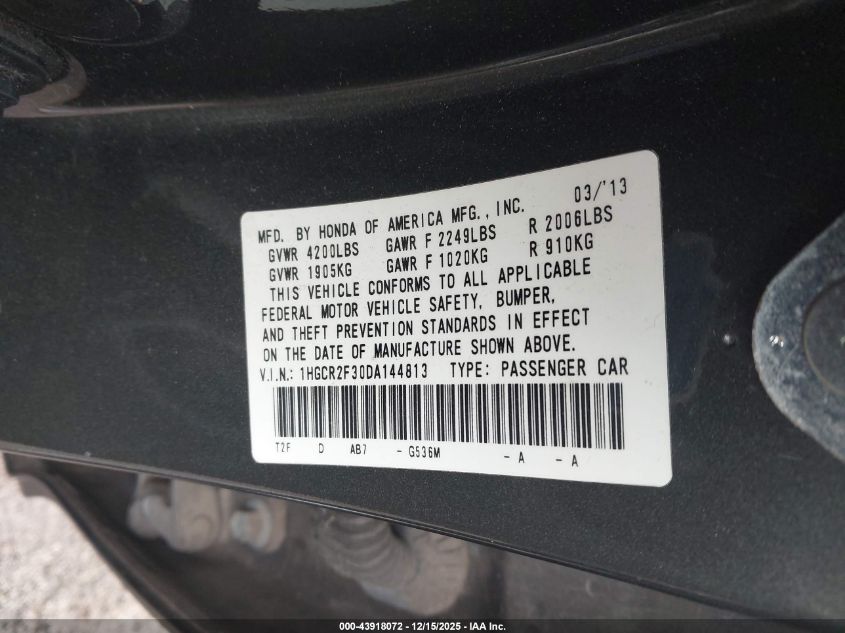 03/'13
MFD. BY HONDA OF AMERICA MFG., INC.
GVWR 4200LBS GAWR F 2249LBS R 2006LBS
GVWR 1905KG GAWR F 1020KG R 910KG
THIS VEHICLE CONFORMS TO ALL APPLICABLE
FEDERAL MOTOR VEHICLE SAFETY, BUMPER,
AND THEFT PREVENTION STANDARDS IN EFFECT
ON THE DATE OF MANUFACTURE SHOWN ABOVE.
V.I.N.: 1HGCR2F30DA144813 TYPE: PASSENGER CAR
T2F D AB7 - G536M - A - A
000-43918072 - 12/15/2025 - IAA Inc.